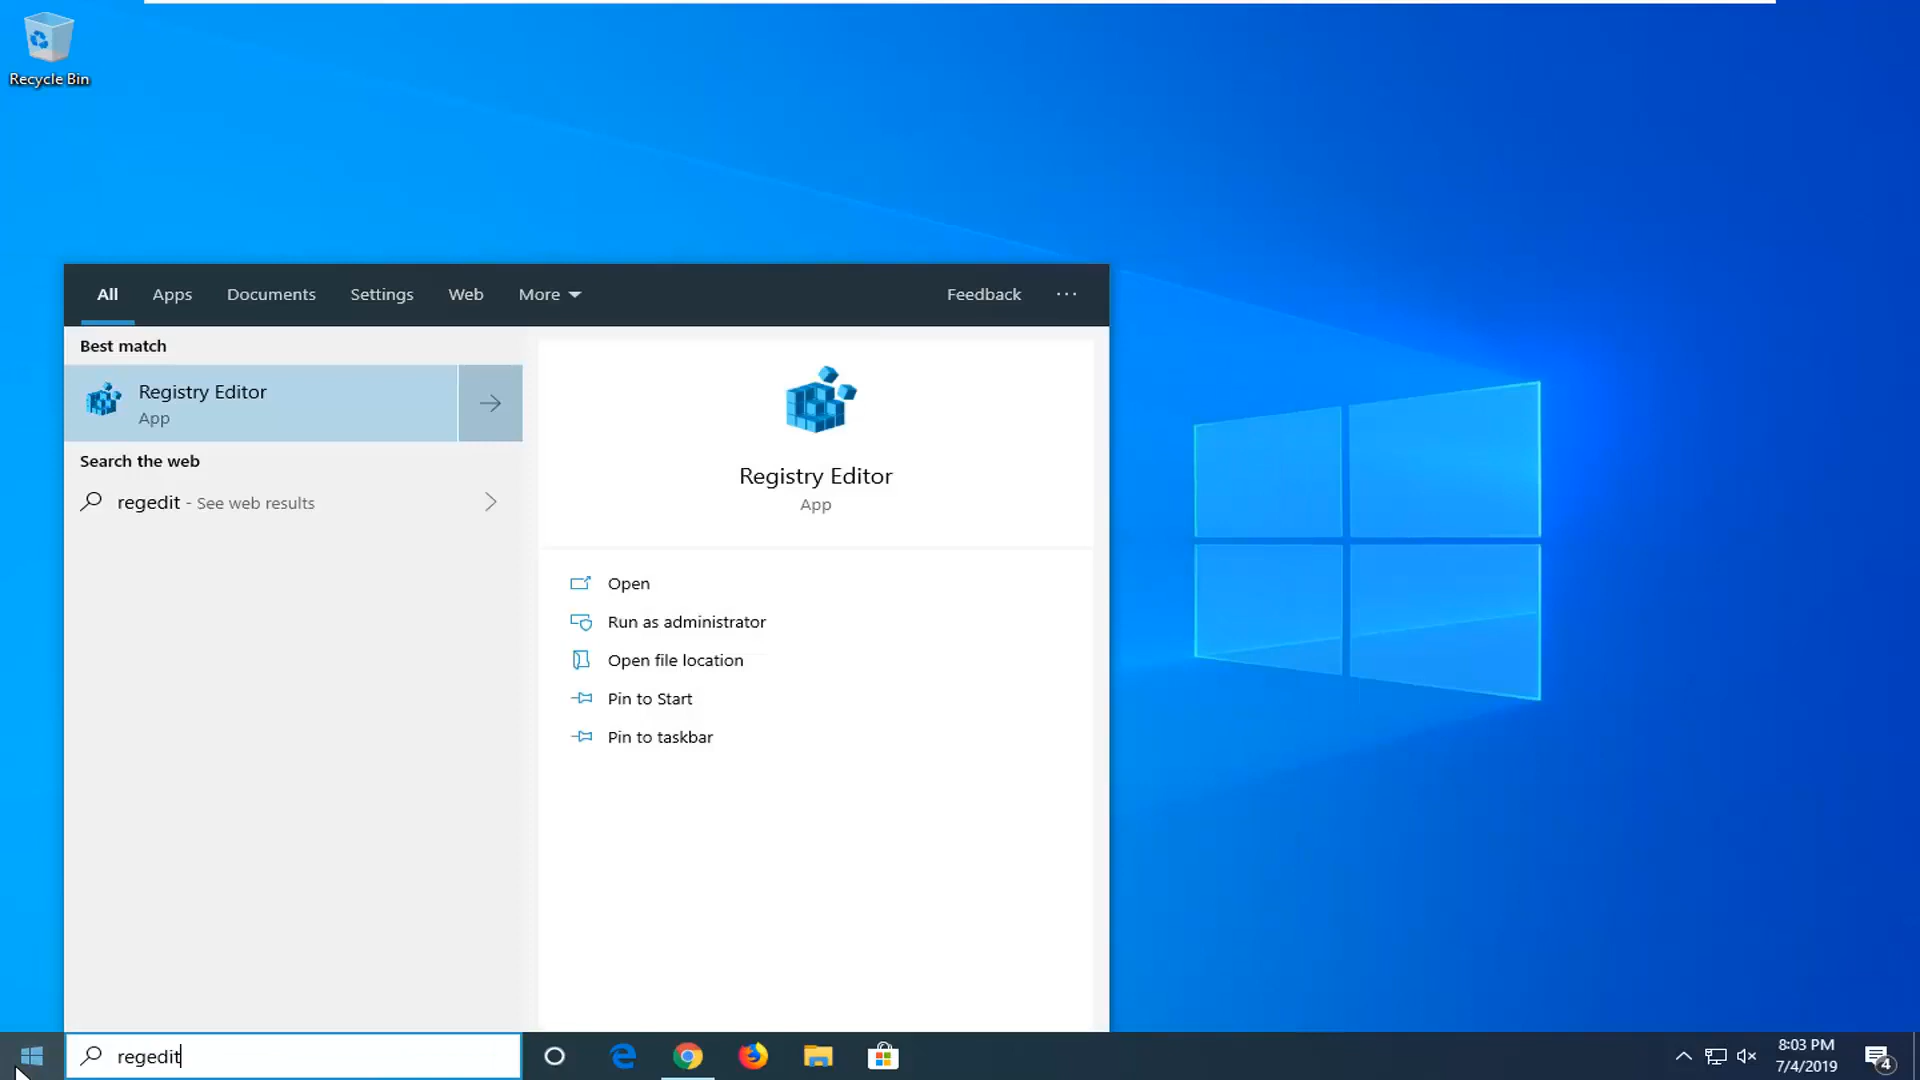 Recycle Bin
All Apps Documents Settings Web More Feedback ···
Best match
Registry Editor
App
Search the web
regedit - See web results
Registry Editor
App
Open
Run as administrator
Open file location
Pin to Start
Pin to taskbar
regedit
8:03 PM
7/4/2019
4